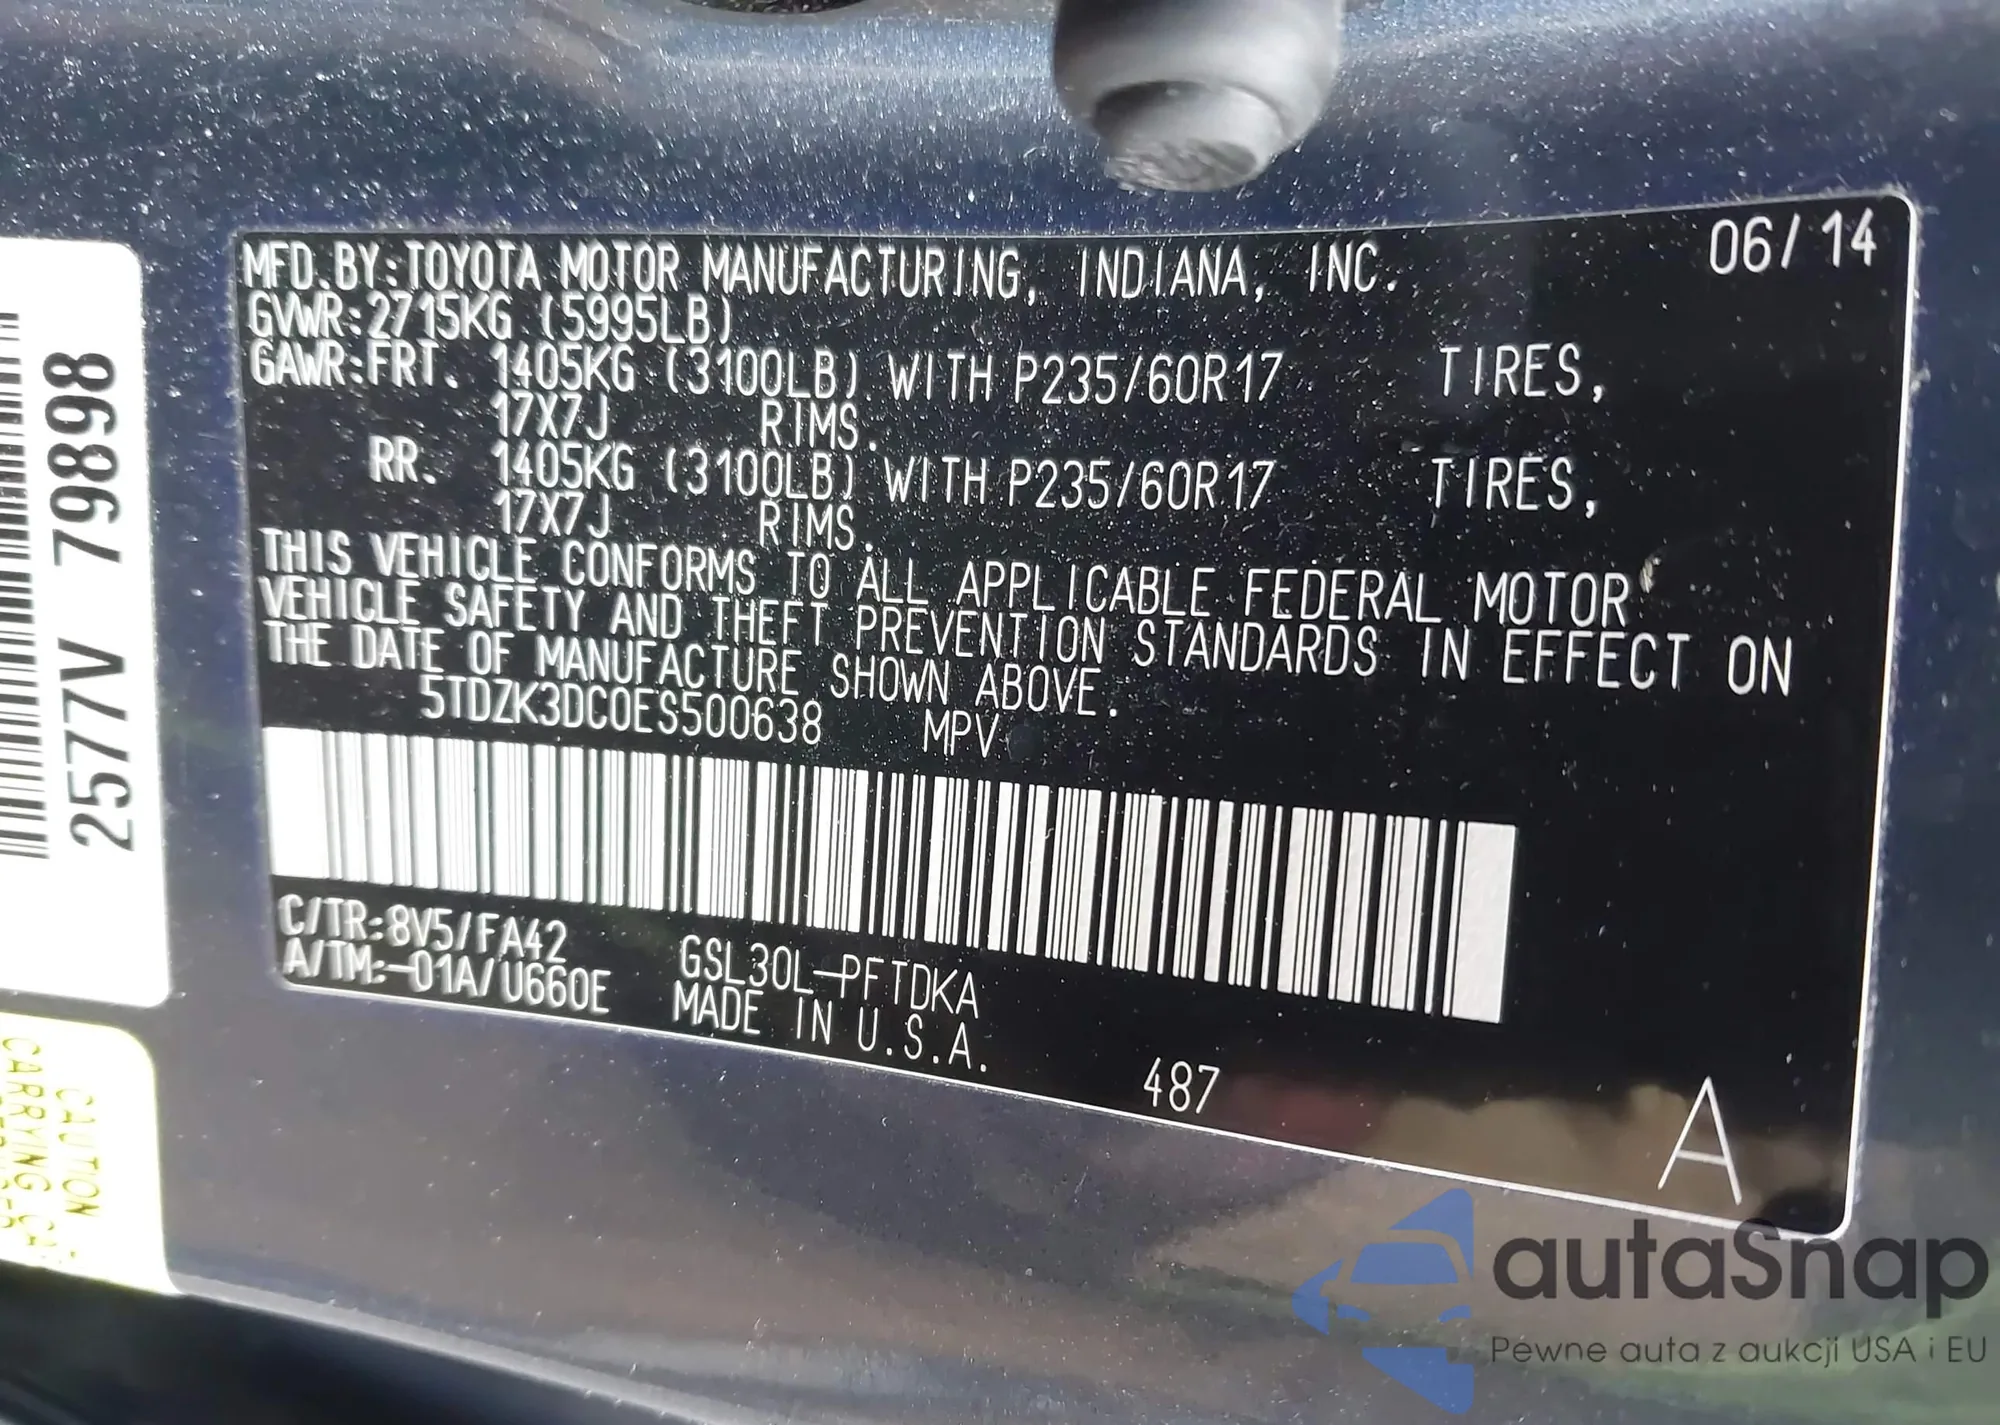 MFD.BY:TOYOTA MOTOR MANUFACTURING, INDIANA, INC. 06/14
GVWR:2715KG (5995LB)
GAWR:FRT. 1405KG (3100LB) WITH P235/60R17 TIRES,
17X7J RIMS.
RR. 1405KG (3100LB) WITH P235/60R17 TIRES,
17X7J RIMS.
THIS VEHICLE CONFORMS TO ALL APPLICABLE FEDERAL MOTOR
VEHICLE SAFETY AND THEFT PREVENTION STANDARDS IN EFFECT ON
THE DATE OF MANUFACTURE SHOWN ABOVE.
5TDZK3DC0ES500638 MPV
C/TR:8V5/FA42 GSL30L-PFTDKA
A/TM:-01A/U660E MADE IN U.S.A.
487 A
2577V 79898
CAUTION
CARRYING
autaSnap
Pewne auta z aukcji USA i EU